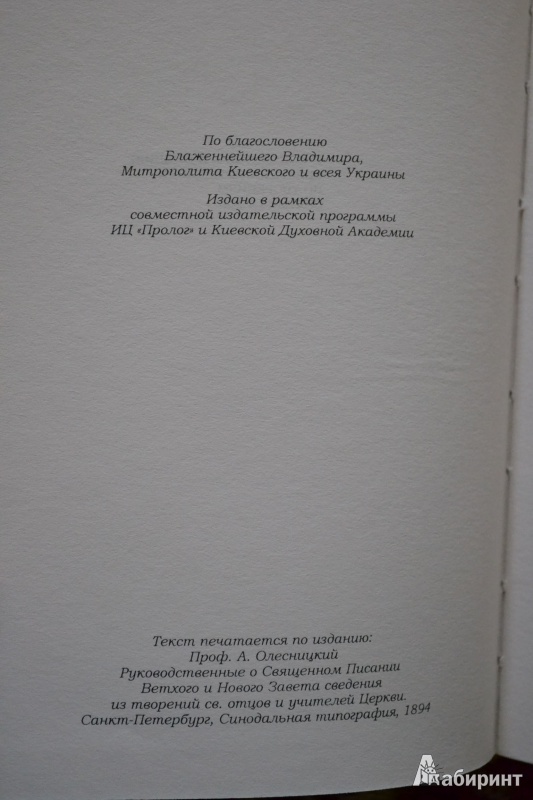 По благословению
Блаженнейшего Владимира,
Митрополита Киевского и всея Украины
Издано в рамках
совместной издательской программы
ИЦ «Пролог» и Киевской Духовной Академии
Текст печатается по изданию:
Проф. А. Олесницкий
Руководственные о Священном Писании
Ветхого и Нового Завета сведения
из творений св. отцов и учителей Церкви.
Санкт-Петербург, Синодальная типография, 1894
Лабиринт